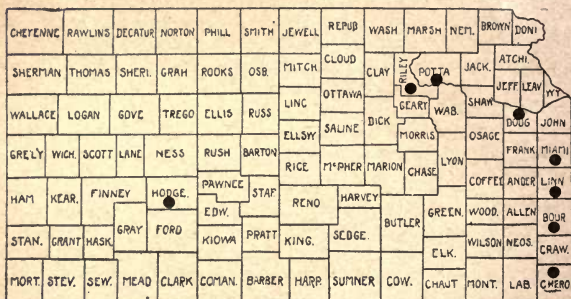 CHEYENNE RAWLINS DECATUR NORTON PHILL SMITH JEWELL REPUB WASH MARSH NEM. BROWN DONI
SHERMAN THOMAS SHERI. GRAH ROOKS OSB. MITCH CLOUD CLAY RILEY POTTA JACK. ATCHI.
JEFF LEAV WY.
WALLACE LOGAN GOVE TREGO ELLIS RUSS LINC OTTAWA DICK GEARY WAB. SHAW DOUG JOHN
ELLSW SALINE MORRIS OSAGE FRANK. MIAMI
GRE'LY WICH. SCOTT LANE NESS RUSH BARTON RICE McPHER MARION CHASE LYON COFFEY ANDER LINN
HAM KEAR. FINNEY HODGE. PAWNEE STAF. RENO HARVEY BUTLER GREEN. WOOD. ALLEN BOUR
EDW.
STAN. GRANT HASK. GRAY FORD KIOWA PRATT KING. SEDGE. ELK. WILSON NEOS. CRAW.
MORT. STEV. SEW. MEAD CLARK COMAN. BARBER HARP. SUMNER COW. CHAUT MONT. LAB. CHERO